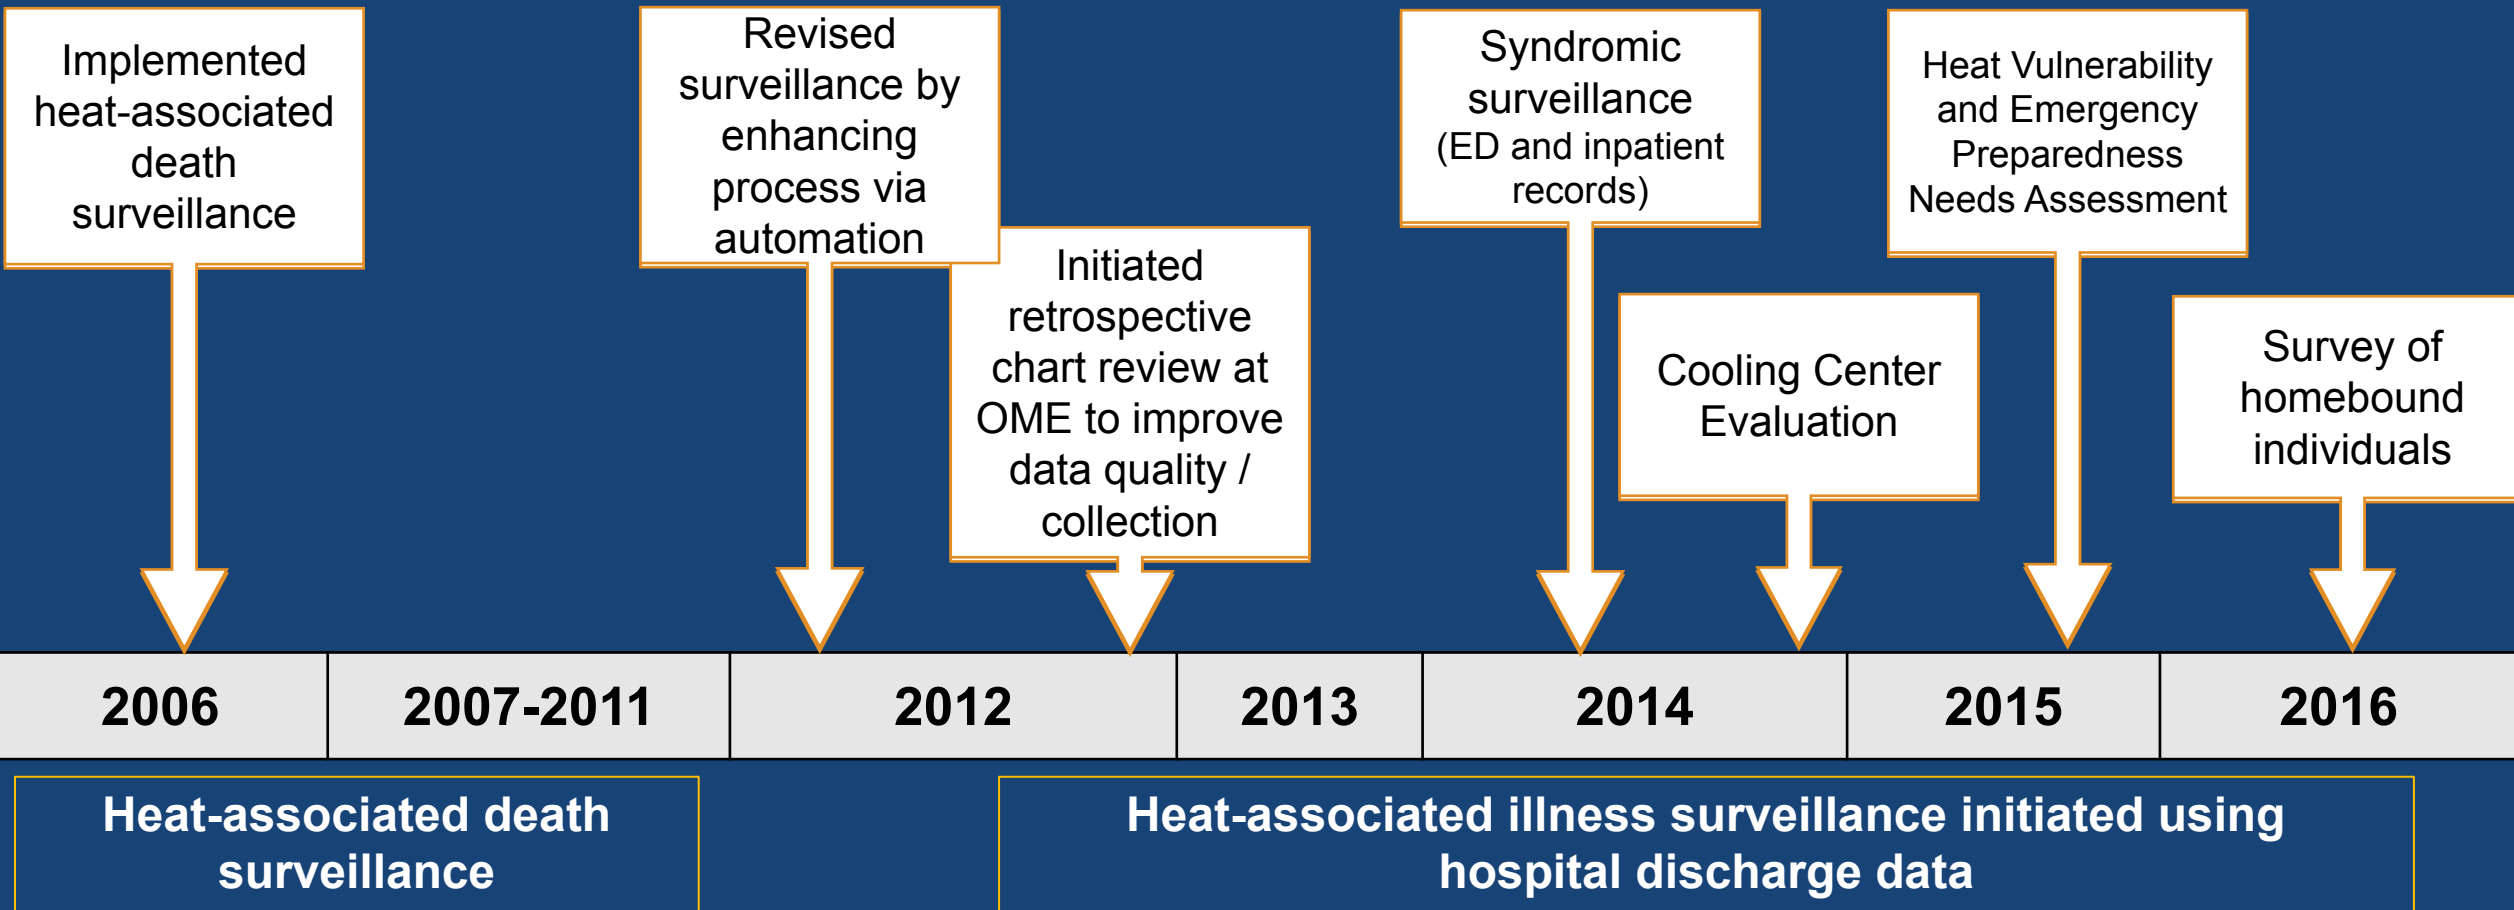 Implemented
heat-associated
death
surveillance
Revised
surveillance by
enhancing
process via
automation
Initiated
retrospective
chart review at
OME to improve
data quality /
collection
Syndromic
surveillance
(ED and inpatient
records)
Cooling Center
Evaluation
Heat Vulnerability
and Emergency
Preparedness
Needs Assessment
Survey of
homebound
individuals
2006
2007-2011
2012
2013
2014
2015
2016
Heat-associated death
surveillance
Heat-associated illness surveillance initiated using
hospital discharge data